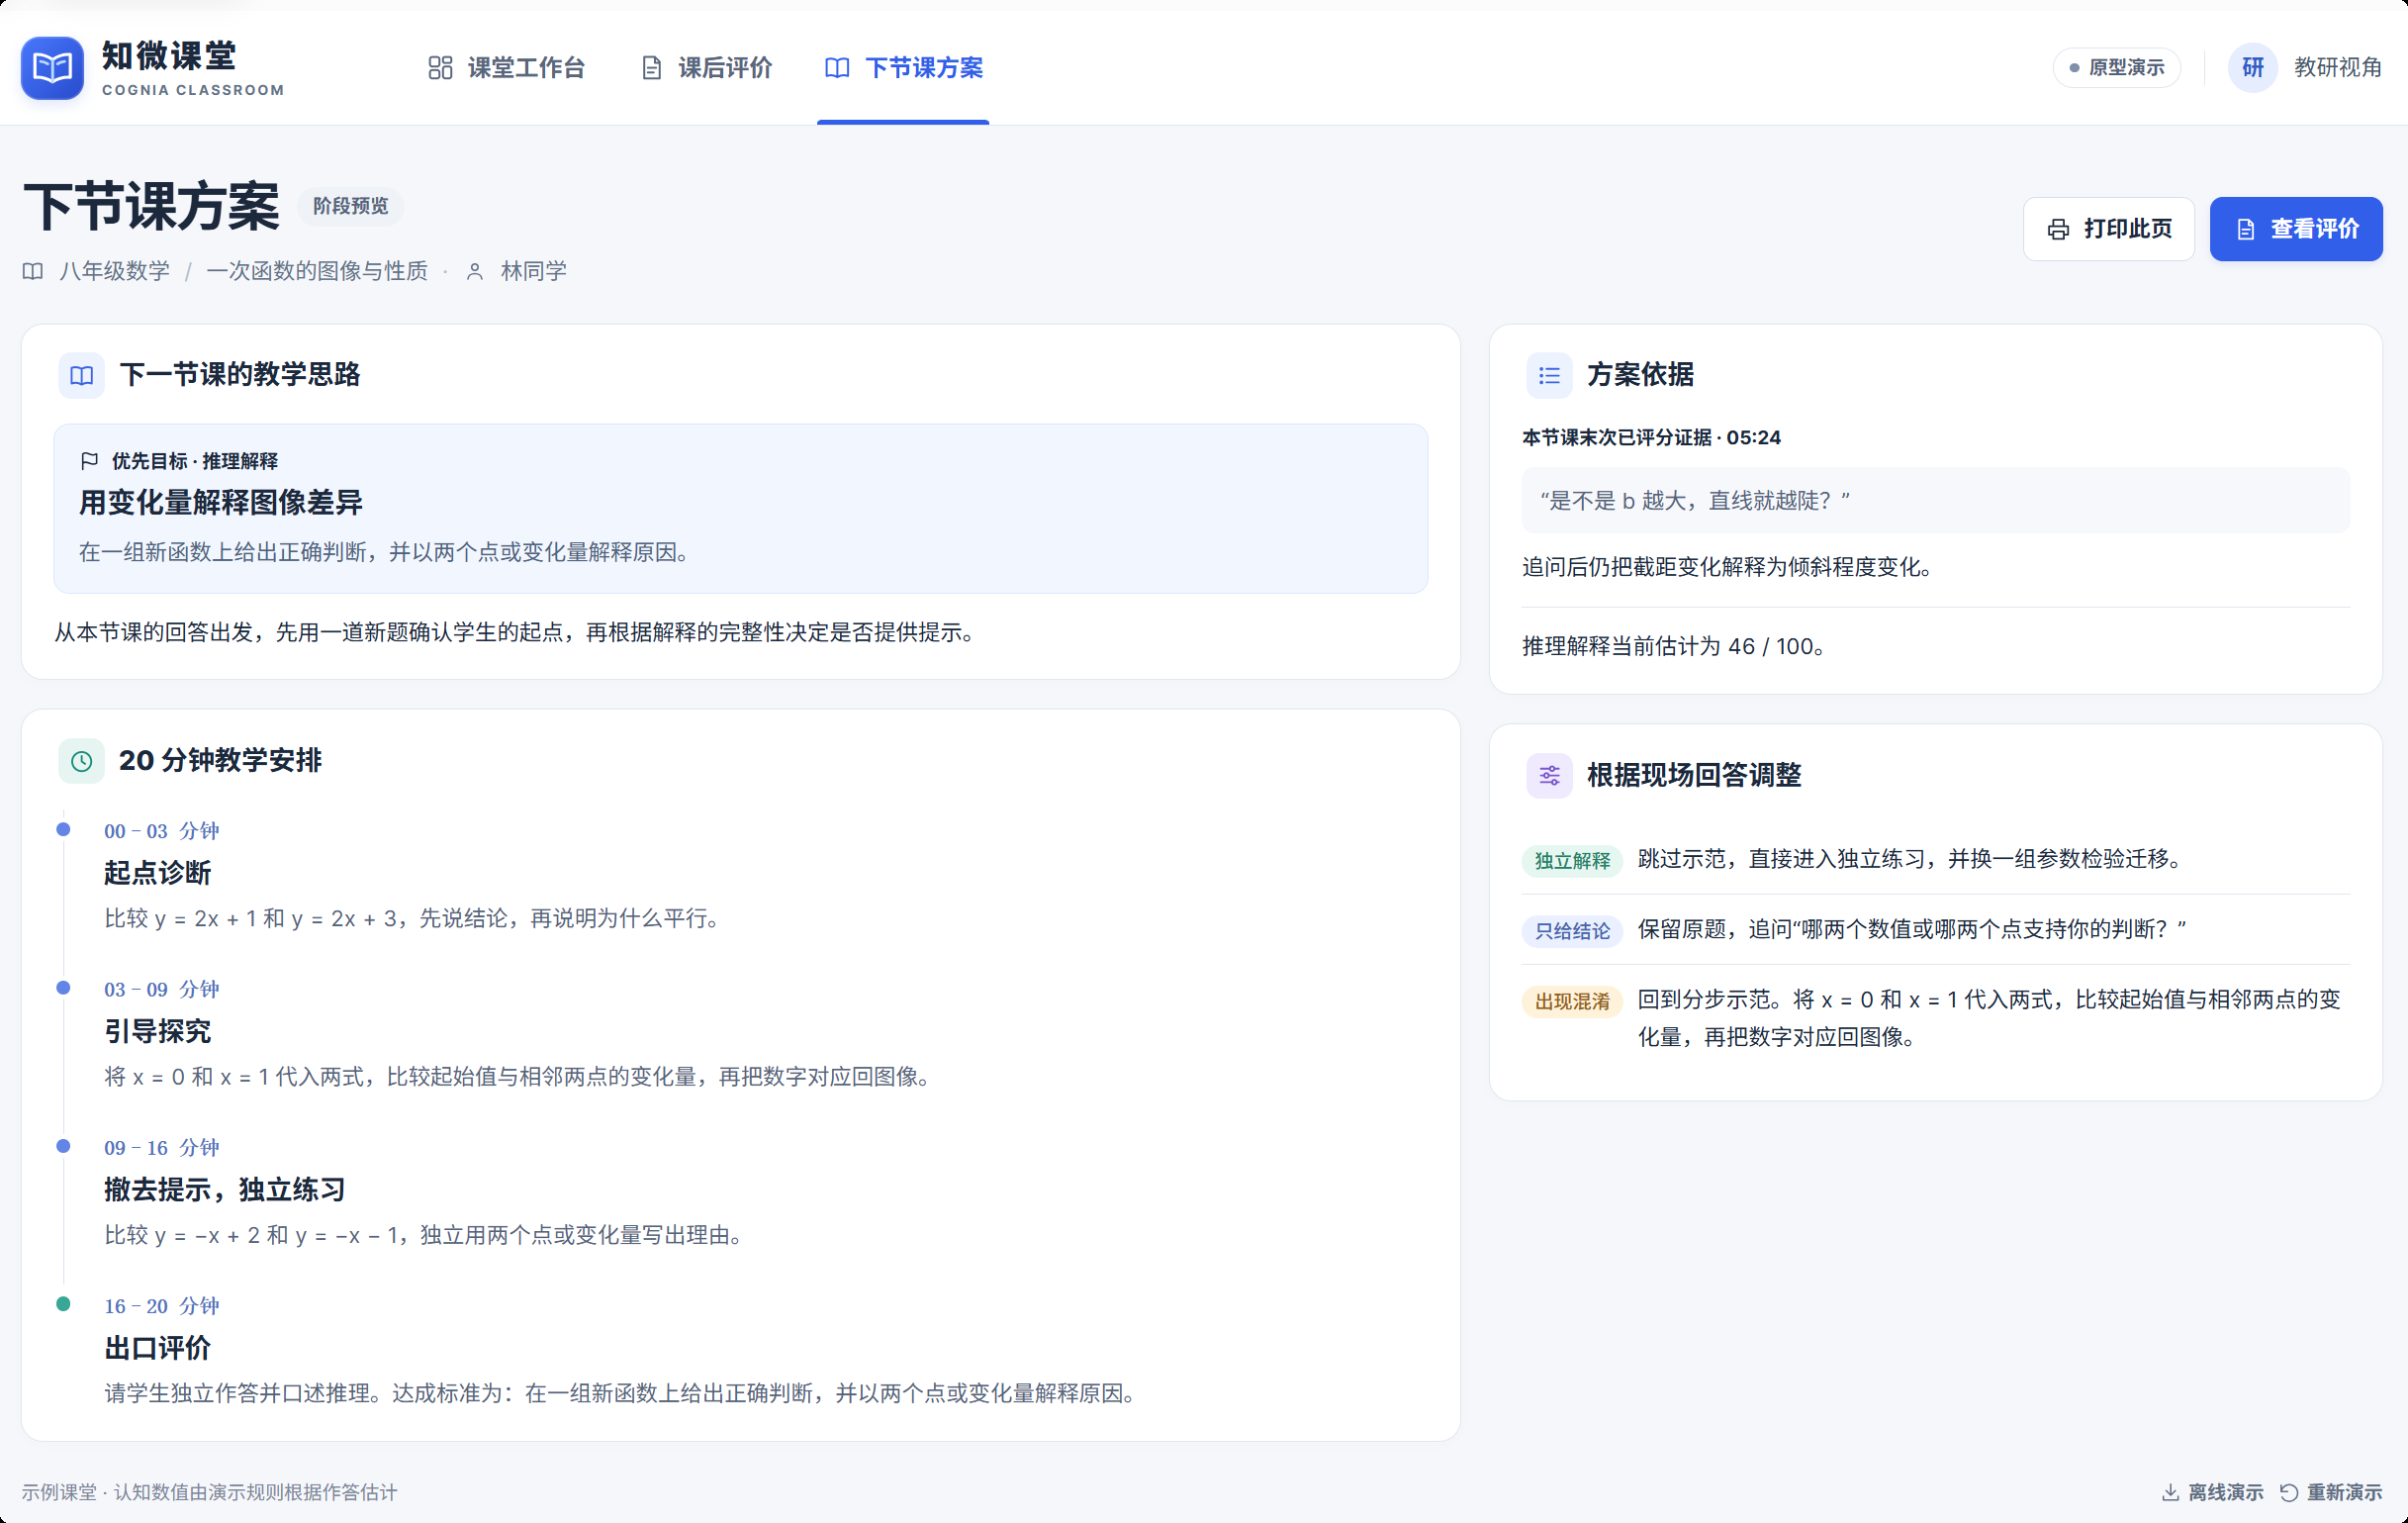 知微课堂
COGNIA CLASSROOM
课堂工作台
课后评价
下节课方案
原型演示
研
教研视角
下节课方案
阶段预览
八年级数学 / 一次函数的图像与性质 · 林同学
打印此页
查看评价
下一节课的教学思路
优先目标 · 推理解释
用变化量解释图像差异
在一组新函数上给出正确判断，并以两个点或变化量解释原因。
从本节课的回答出发，先用一道新题确认学生的起点，再根据解释的完整性决定是否提供提示。
20 分钟教学安排
00 – 03 分钟
起点诊断
比较 y = 2x + 1 和 y = 2x + 3，先说结论，再说明为什么平行。
03 – 09 分钟
引导探究
将 x = 0 和 x = 1 代入两式，比较起始值与相邻两点的变化量，再把数字对应回图像。
09 – 16 分钟
撤去提示，独立练习
比较 y = −x + 2 和 y = −x − 1，独立用两个点或变化量写出理由。
16 – 20 分钟
出口评价
请学生独立作答并口述推理。达成标准为：在一组新函数上给出正确判断，并以两个点或变化量解释原因。
方案依据
本节课末次已评分证据 · 05:24
“是不是 b 越大，直线就越陡？”
追问后仍把截距变化解释为倾斜程度变化。
推理解释当前估计为 46 / 100。
根据现场回答调整
独立解释 跳过示范，直接进入独立练习，并换一组参数检验迁移。
只给结论 保留原题，追问“哪两个数值或哪两个点支持你的判断？”
出现混淆 回到分步示范。将 x = 0 和 x = 1 代入两式，比较起始值与相邻两点的变
化量，再把数字对应回图像。
示例课堂 · 认知数值由演示规则根据作答估计
离线演示
重新演示